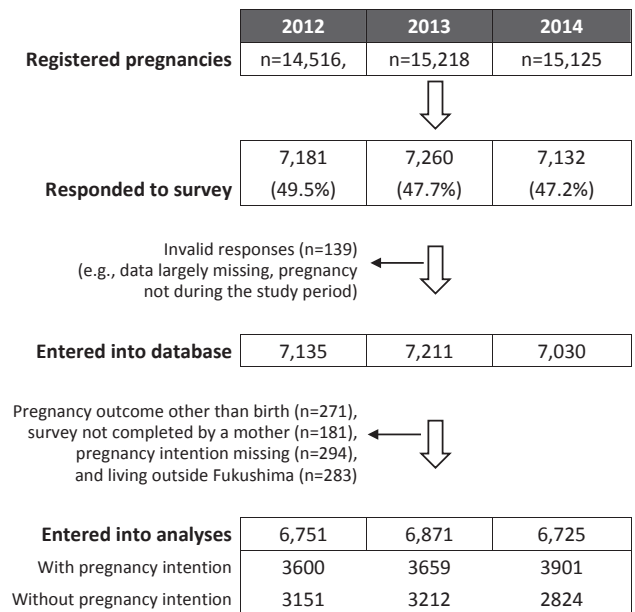 2012 2013 2014
Registered pregnancies n=14,516, n=15,218 n=15,125
7,181 7,260 7,132
Responded to survey (49.5%) (47.7%) (47.2%)
Invalid responses (n=139)
(e.g., data largely missing, pregnancy
not during the study period)
Entered into database 7,135 7,211 7,030
Pregnancy outcome other than birth (n=271),
survey not completed by a mother (n=181),
pregnancy intention missing (n=294),
and living outside Fukushima (n=283)
Entered into analyses 6,751 6,871 6,725
With pregnancy intention 3600 3659 3901
Without pregnancy intention 3151 3212 2824